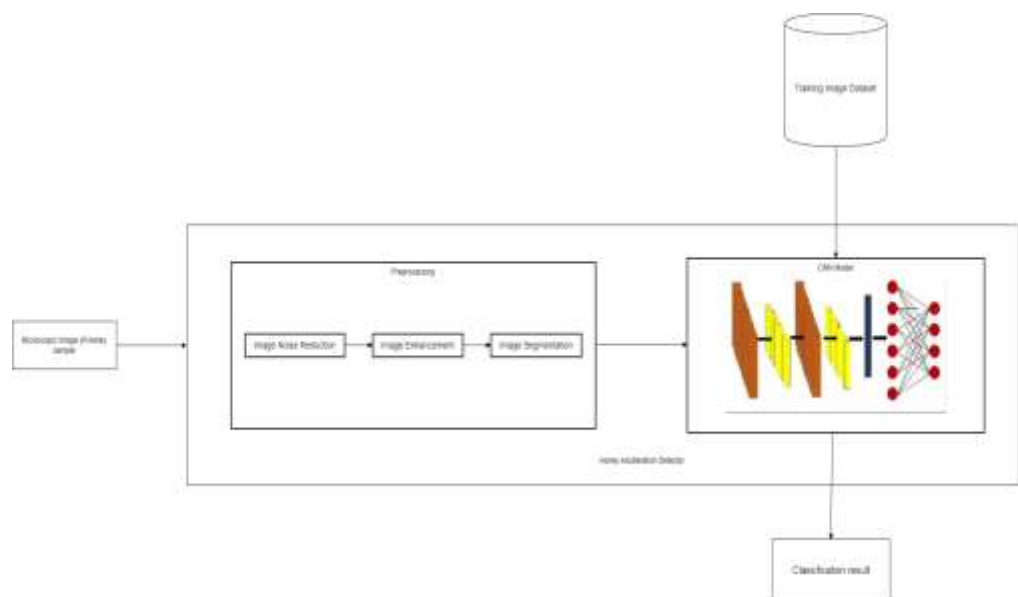 Training Image Dataset
Preprocessing
CNN Model
Microscopic Image of Honey
sample
Image Noise Reduction
Image Enhancement
Image Segmentation
Honey Adulteration Detector
Classification result